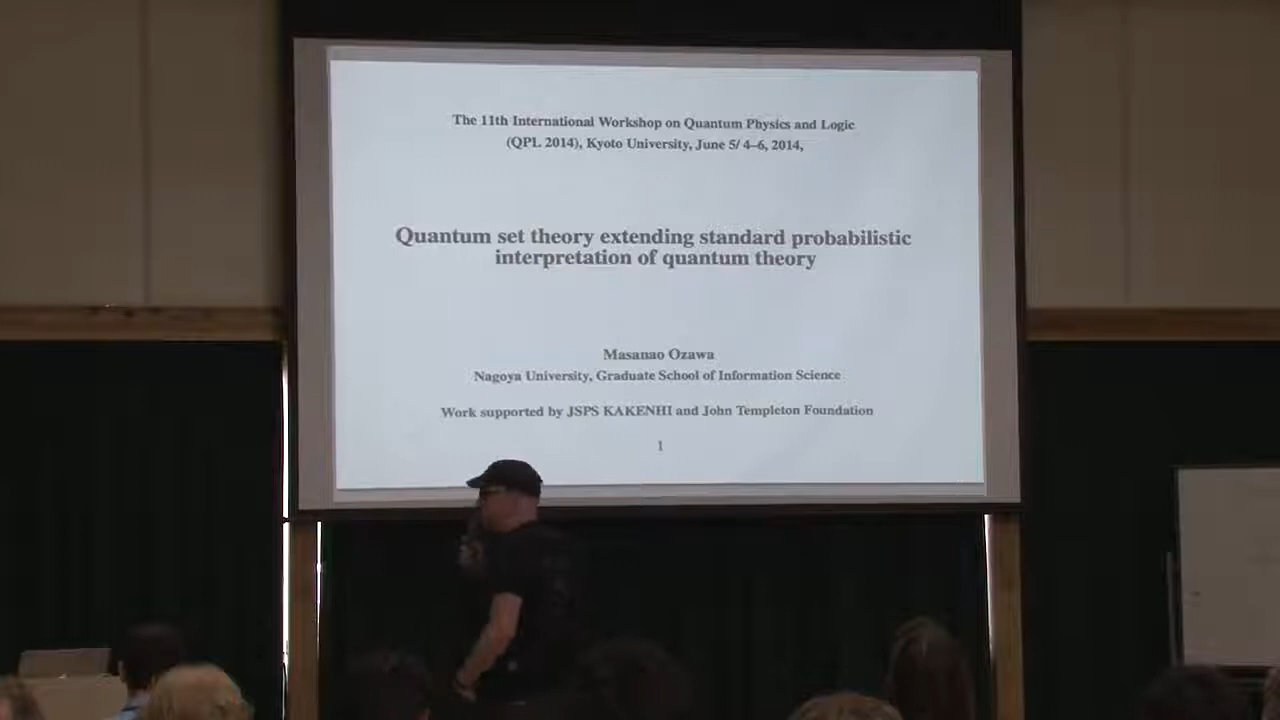 The 11th International Workshop on Quantum Physics and Logic
(QPL 2014), Kyoto University, June 5/ 4–6, 2014,
Quantum set theory extending standard probabilistic
interpretation of quantum theory
Masanao Ozawa
Nagoya University, Graduate School of Information Science
Work supported by JSPS KAKENHI and John Templeton Foundation
1